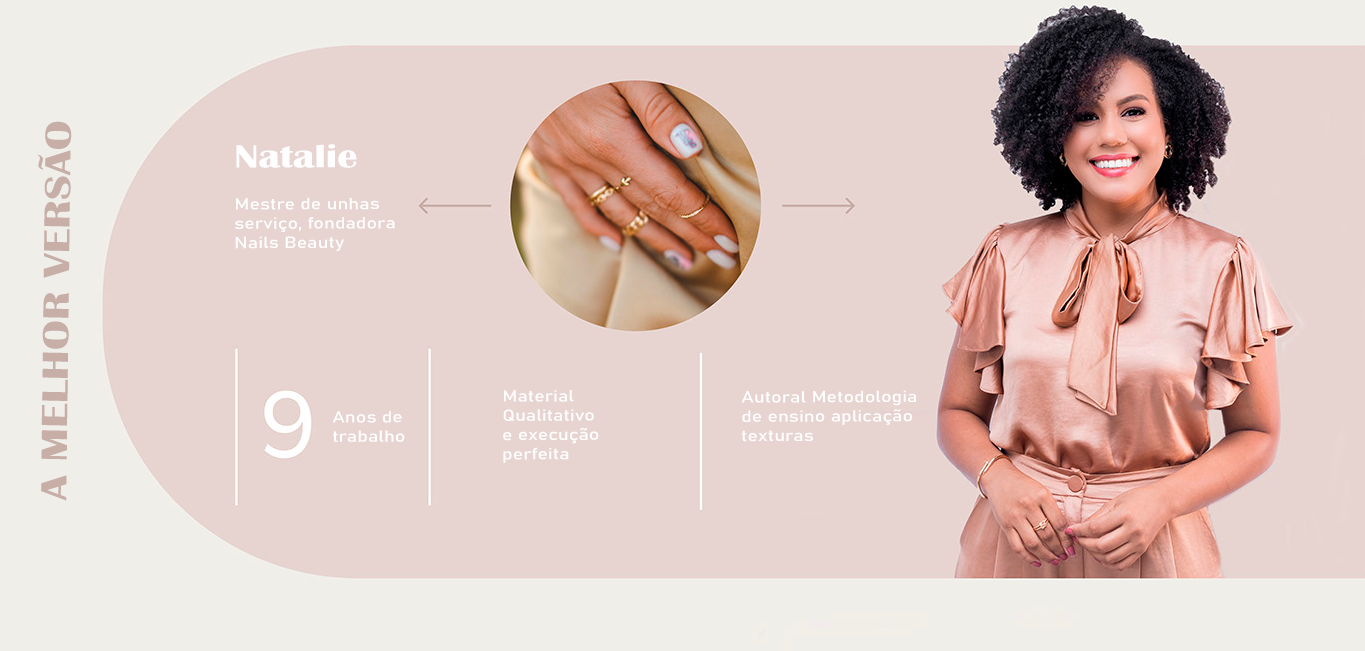 A MELHOR VERSÃO
Natalie
Mestre de unhas
serviço, fondadora
Nails Beauty
9
Anos de
trabalho
Material
Qualitativo
e execução
perfeita
Autoral Metodologia
de ensino aplicação
texturas